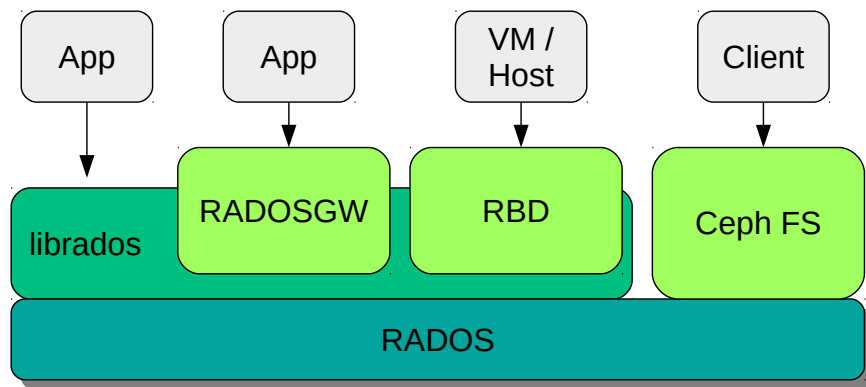 App
App
VM /
Host
Client
librados
RADOSGW
RBD
Ceph FS
RADOS